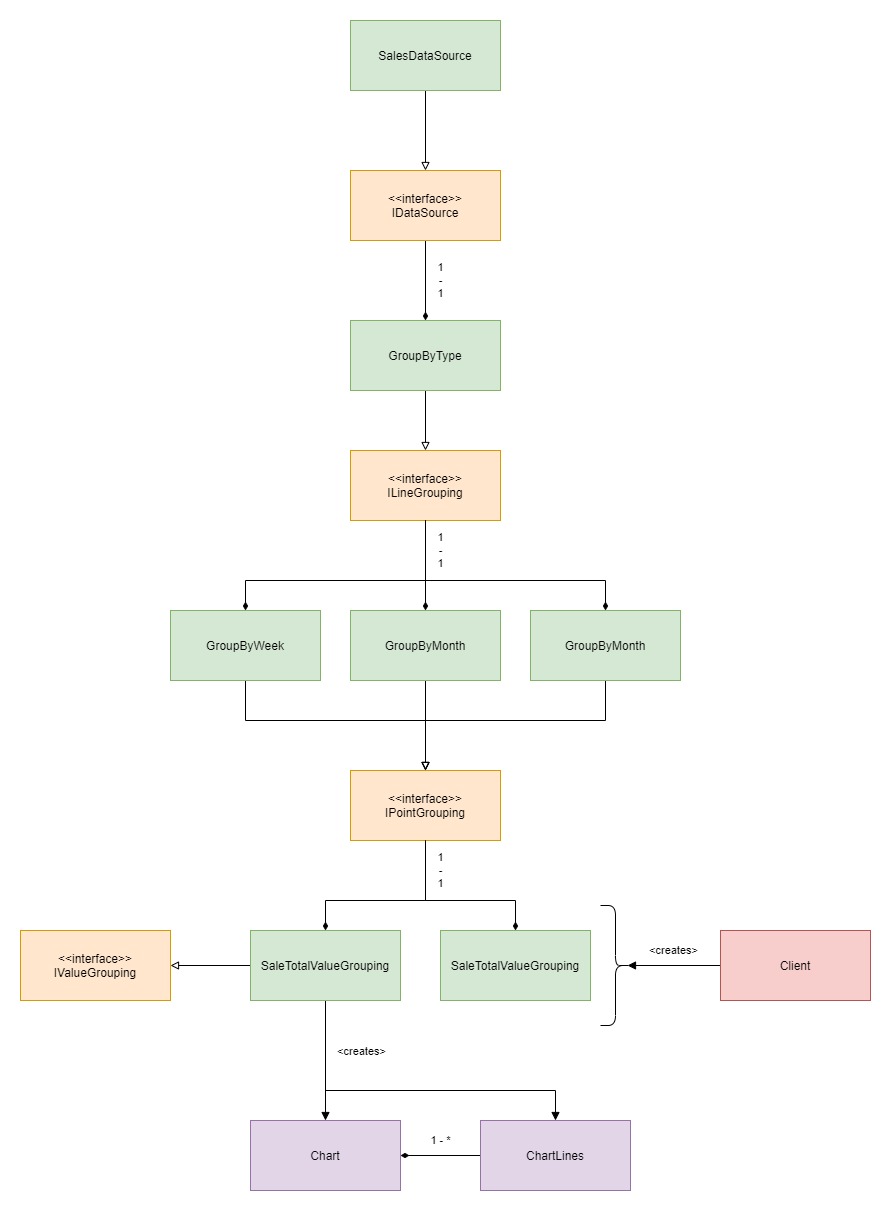 SalesDataSource
<<interface>>
IDataSource
1
-
1
GroupByType
<<interface>>
ILineGrouping
1
-
1
GroupByWeek
GroupByMonth
GroupByMonth
<<interface>>
IPointGrouping
1
-
1
<<interface>>
IValueGrouping
SaleTotalValueGrouping
SaleTotalValueGrouping
<creates>
Client
<creates>
Chart
1 - *
ChartLines